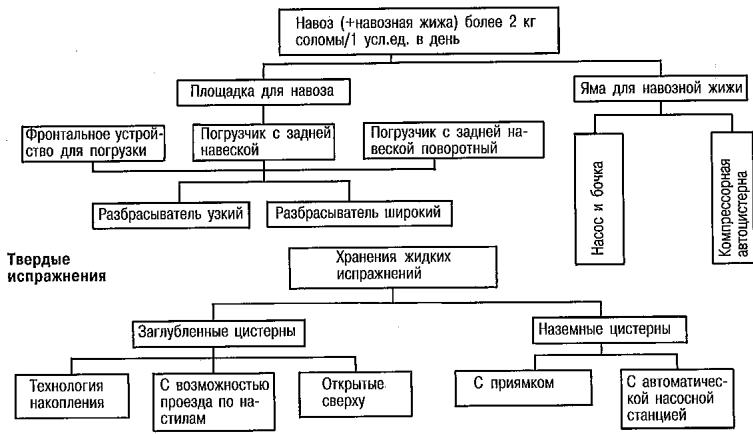 Навоз (+навозная жижа) более 2 кг
соломы/1 усл.ед. в день
Площадка для навоза
Яма для навозной жижи
Фронтальное устрой-
ство для погрузки
Погрузчик с задней
навеской
Погрузчик с задней на-
веской поворотный
Насос и бочка
Компрессорная
автоцистерна
Разбрасыватель узкий
Разбрасыватель широкий
Твердые
испражнения
Хранения жидких
испражнений
Заглубленные цистерны
Наземные цистерны
Технология
накопления
С возможностью
проезда по на-
стилам
Открытые
сверху
С приямком
С автоматичес-
кой насосной
станцией